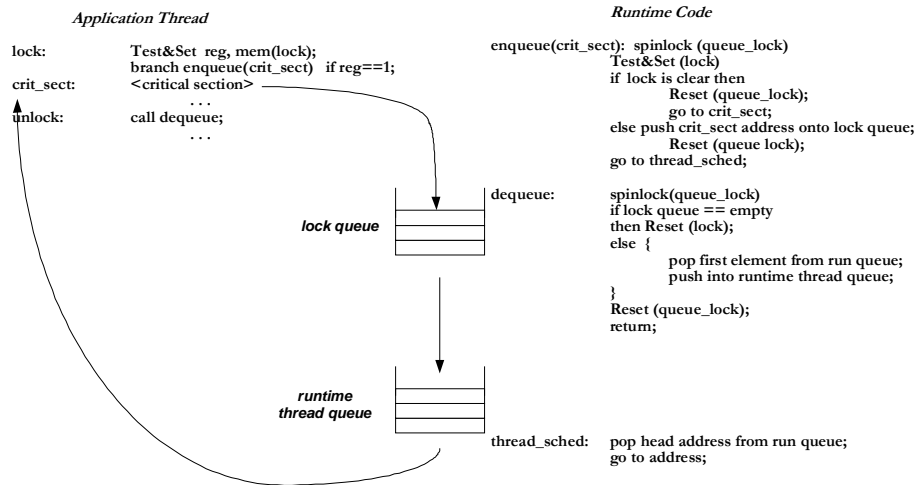 Application Thread
lock: Test&Set reg, mem(lock);
branch enqueue(crit_sect) if reg==1;
crit_sect: <critical section>
. . .
unlock: call dequeue;
. . .
Runtime Code
enqueue(crit_sect): spinlock (queue_lock)
Test&Set (lock)
if lock is clear then
Reset (queue_lock);
go to crit_sect;
else push crit_sect address onto lock queue;
Reset (queue lock);
go to thread_sched;
dequeue: spinlock(queue_lock)
if lock queue == empty
then Reset (lock);
else {
pop first element from run queue;
push into runtime thread queue;
}
Reset (queue_lock);
return;
lock queue
runtime
thread queue
thread_sched: pop head address from run queue;
go to address;